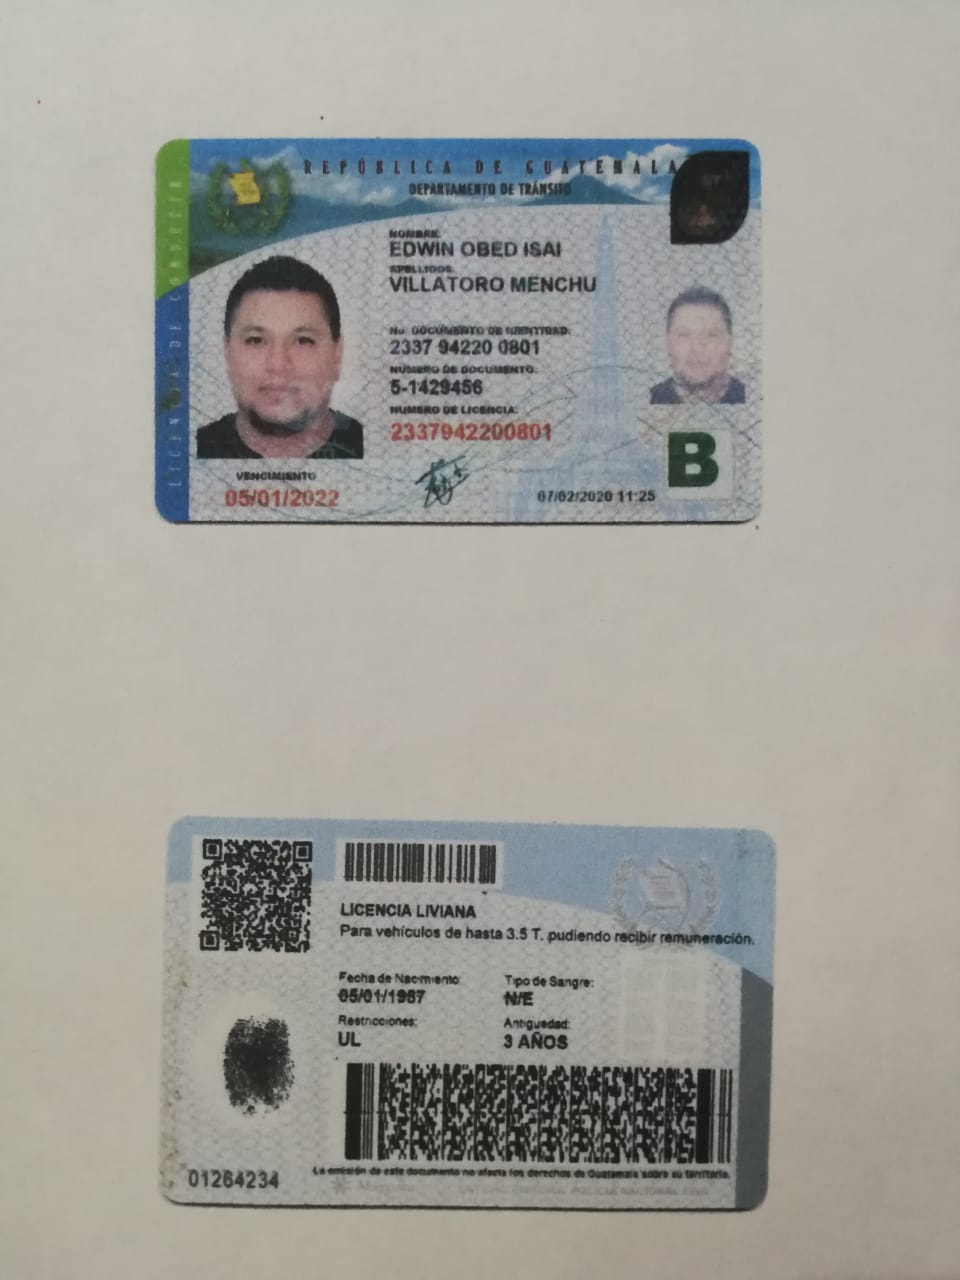 REPÚBLICA DE GUATEMALA
DEPARTAMENTO DE TRÁNSITO
LICENCIA DE CONDUCIR
NOMBRE:
EDWIN OBED ISAI
APELLIDOS:
VILLATORO MENCHU
No. DOCUMENTO DE IDENTIDAD:
2337 94220 0801
NÚMERO DE DOCUMENTO:
5-1429456
NUMERO DE LICENCIA:
2337942200801
B
VENCIMIENTO
05/01/2022
07/02/2020 11:25
LICENCIA LIVIANA
Para vehículos de hasta 3.5 T. pudiendo recibir remuneración.
Fecha de Nacimiento:
05/01/1987
Tipo de Sangre:
N/E
Restricciones:
UL
Antiguedad:
3 AÑOS
La emisión de este documento no afecta los derechos de Guatemala sobre su territorio.
01264234